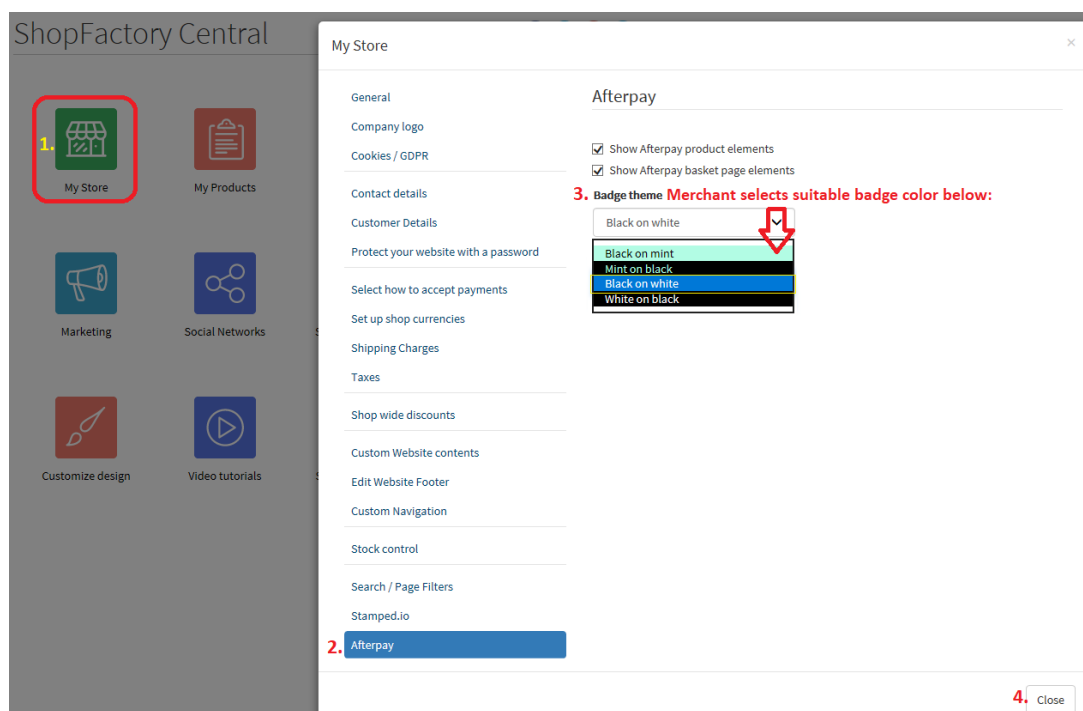 ShopFactory Central
1.
My Store
My Products
Marketing
Social Networks
Customize design
Video tutorials
My Store
×
General
Company logo
Cookies / GDPR
Contact details
Customer Details
Protect your website with a password
Select how to accept payments
Set up shop currencies
Shipping Charges
Taxes
Shop wide discounts
Custom Website contents
Edit Website Footer
Custom Navigation
Stock control
Search / Page Filters
Stamped.io
2. Afterpay
Afterpay
Show Afterpay product elements
Show Afterpay basket page elements
3. Badge theme Merchant selects suitable badge color below:
Black on white
Black on mint
Mint on black
Black on white
White on black
4. Close